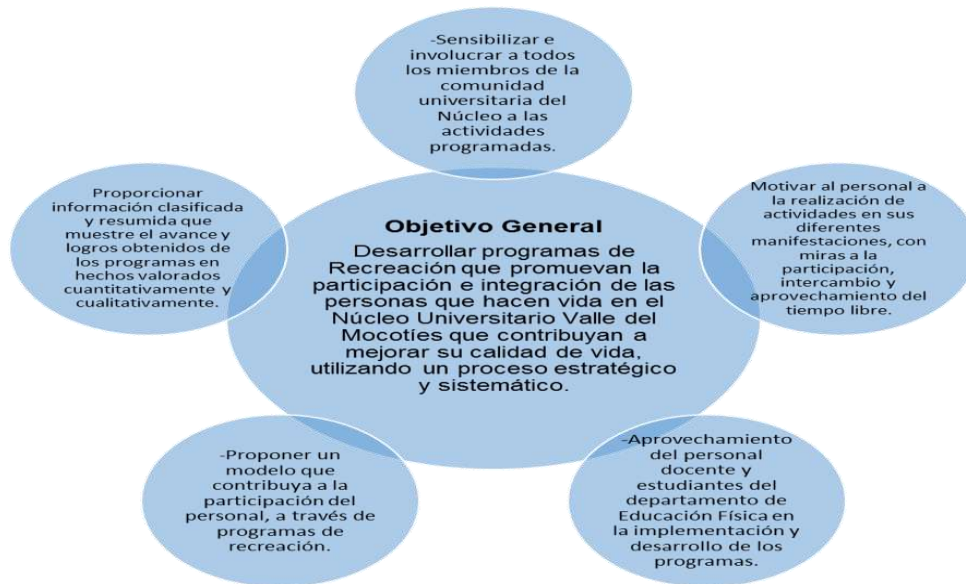 -Sensibilizar e
involucrar a todos
los miembros de la
comunidad
universitaria del
Núcleo a las
actividades
programadas.
Proporcionar
información clasificada
y resumida que
muestre el avance y
logros obtenidos de
los programas en
hechos valorados
cuantitativamente y
cualitativamente.
Objetivo General
Desarrollar programas de
Recreación que promuevan la
participación e integración de las
personas que hacen vida en el
Núcleo Universitario Valle del
Mocotíes que contribuyan a
mejorar su calidad de vida,
utilizando un proceso estratégico
y sistemático.
Motivar al personal a
la realización de
actividades en sus
diferentes
manifestaciones, con
miras a la
participación,
intercambio y
aprovechamiento del
tiempo libre.
-Proponer un
modelo que
contribuya a la
participación del
personal, a través de
programas de
recreación.
-Aprovechamiento
del personal
docente y
estudiantes del
departamento de
Educación Física en
la implementación y
desarrollo de los
programas.